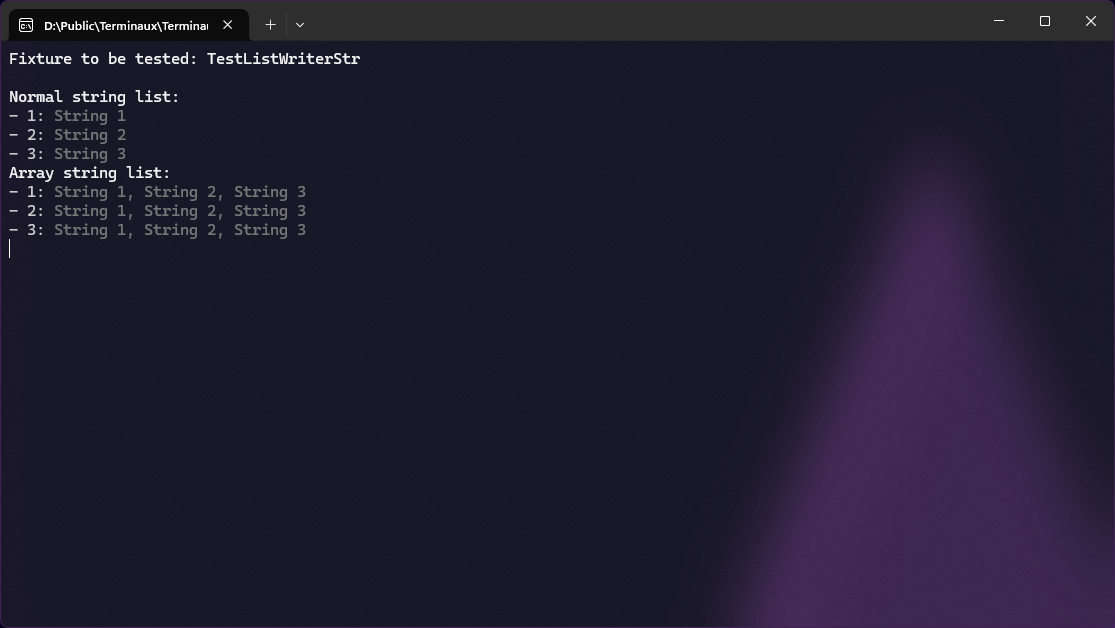 D:\Public\Terminaux\Termina
Fixture to be tested: TestListWriterStr
Normal string list:
- 1: String 1
- 2: String 2
- 3: String 3
Array string list:
- 1: String 1, String 2, String 3
- 2: String 1, String 2, String 3
- 3: String 1, String 2, String 3